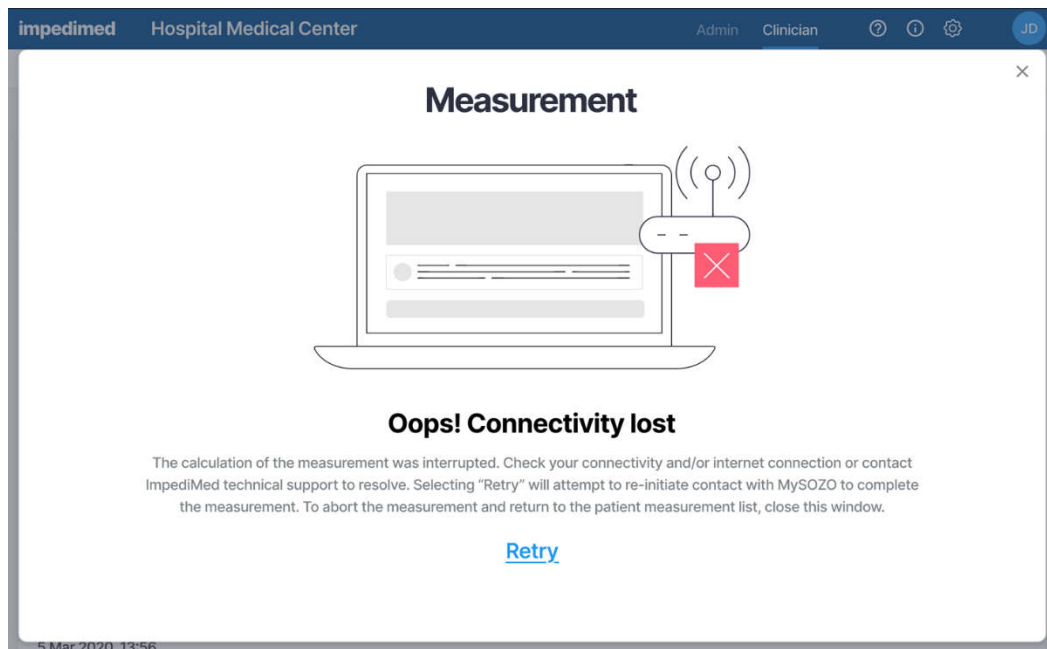 impedimed Hospital Medical Center Admin Clinician JD
Measurement
Oops! Connectivity lost
The calculation of the measurement was interrupted. Check your connectivity and/or internet connection or contact
ImpediMed technical support to resolve. Selecting “Retry” will attempt to re-initiate contact with MySOZO to complete
the measurement. To abort the measurement and return to the patient measurement list, close this window.
Retry
5 Mar 2020, 13:56